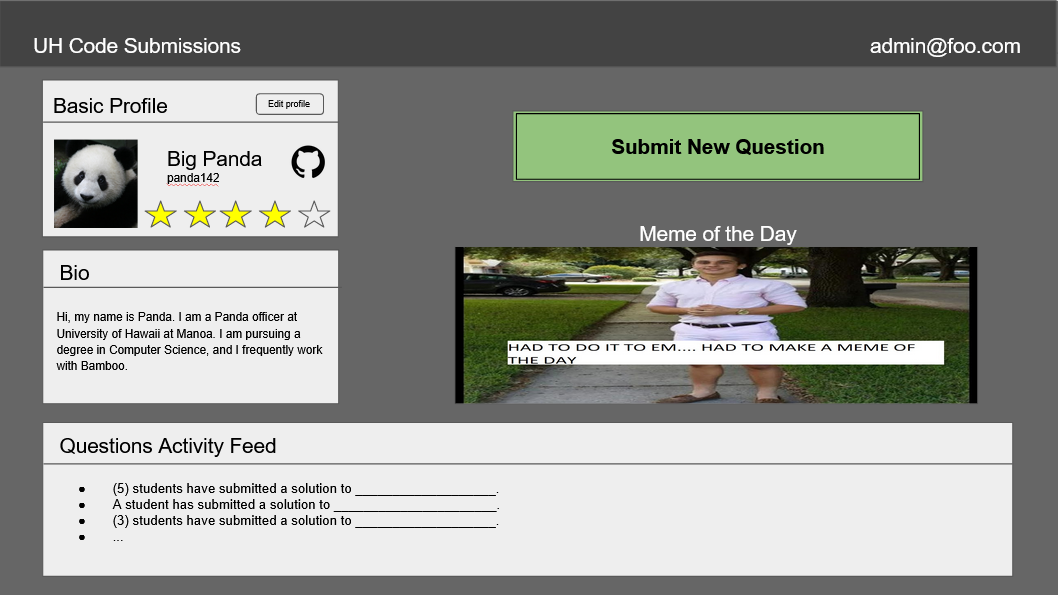 UH Code Submissions
admin@foo.com
Basic Profile
Edit profile
Big Panda
panda142
Submit New Question
Bio
Hi, my name is Panda. I am a Panda officer at
University of Hawaii at Manoa. I am pursuing a
degree in Computer Science, and I frequently work
with Bamboo.
Meme of the Day
HAD TO DO IT TO EM.... HAD TO MAKE A MEME OF
THE DAY
Questions Activity Feed
(5) students have submitted a solution to ____________________.
A student has submitted a solution to _______________________.
(3) students have submitted a solution to ____________________.
...